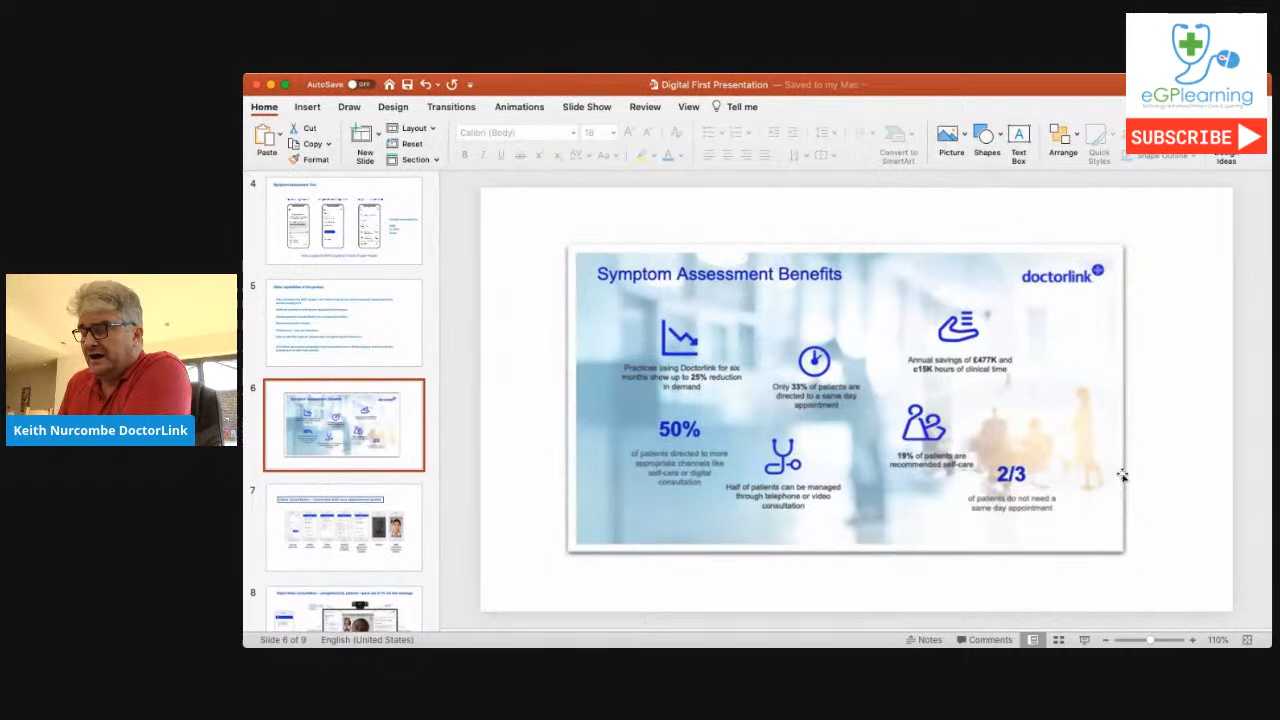 eGPlearning
SUBSCRIBE
AutoSave OFF
Digital First Presentation — Saved to my Mac
Home Insert Draw Design Transitions Animations Slide Show Review View Tell me
Paste
Cut
Copy
Format
New
Slide
Layout
Reset
Section
Calibri (Body) 18
Convert to
SmartArt
Picture
Shapes
Text
Box
Arrange
Quick
Styles
Shape Outline
Ideas
4
5
6
7
8
Symptom Assessment Benefits
doctorlink
Practices using Doctorlink for six
months show up to 25% reduction
in demand
Only 33% of patients are
directed to a same day
appointment
Annual savings of £477K and
c15K hours of clinical time
50%
of patients directed to more
appropriate channels like
self-care or digital
consultation
Half of patients can be managed
through telephone or video
consultation
19% of patients are
recommended self-care
2/3
of patients do not need a
same day appointment
Keith Nurcombe DoctorLink
Slide 6 of 9 English (United States)
Notes Comments 110%